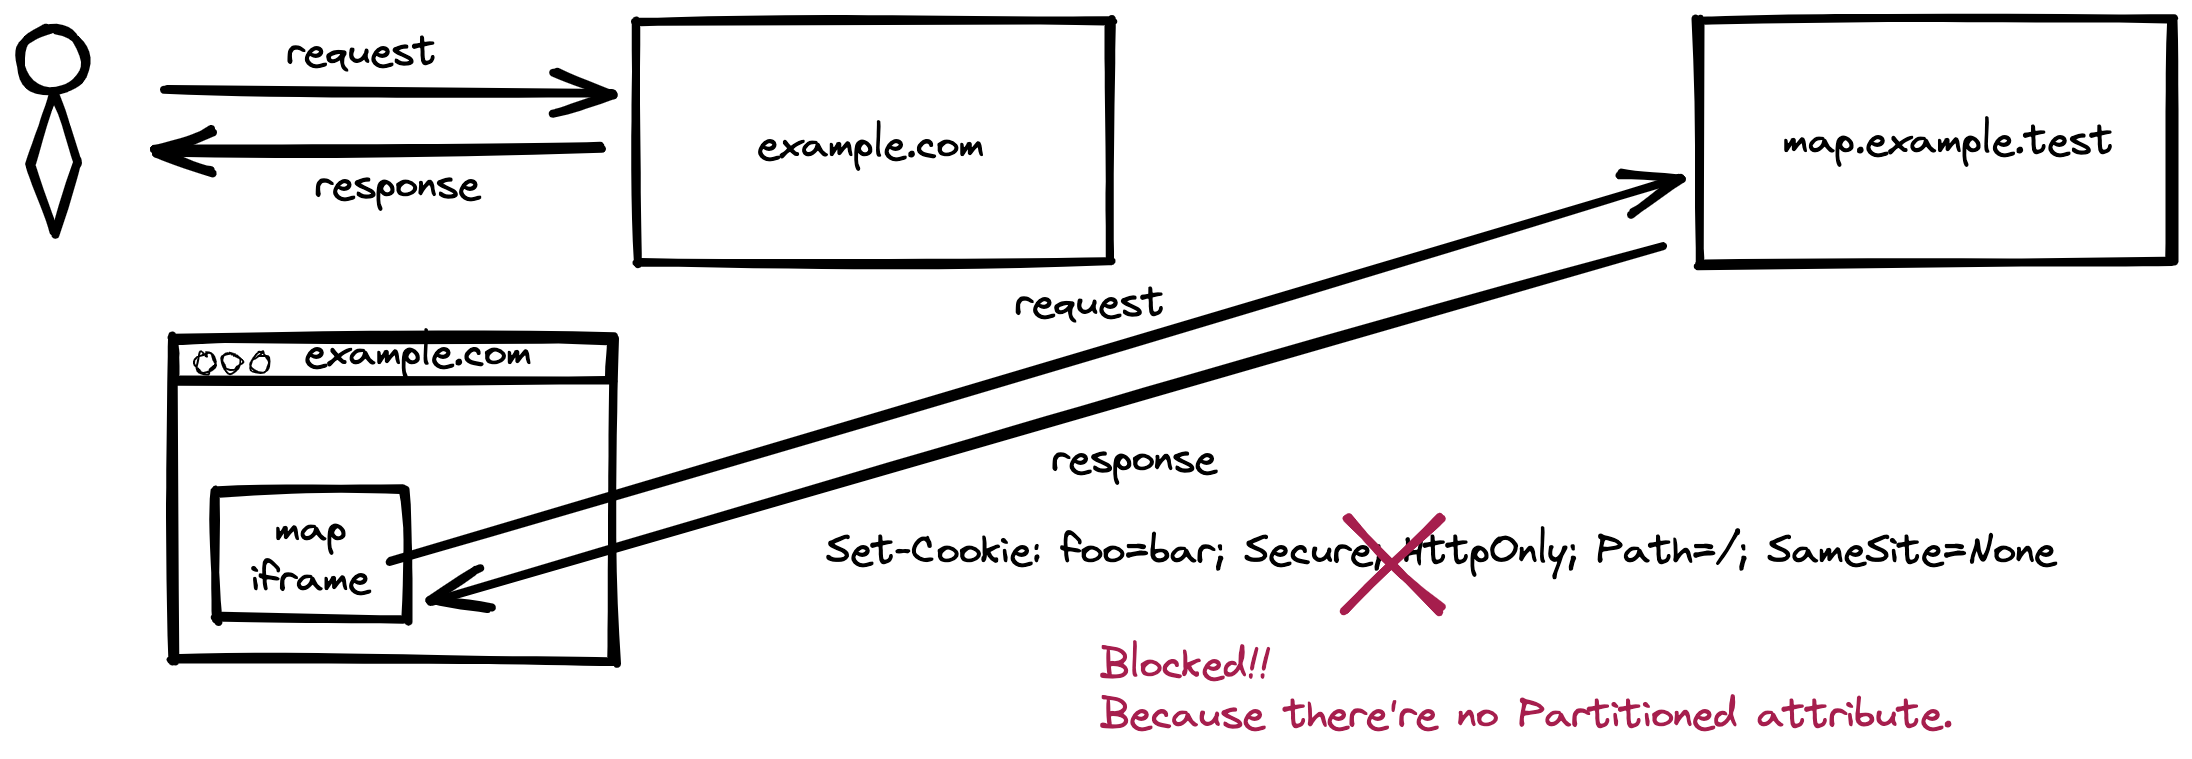 request
example.com
map.example.test
response
request
example.com
response
map
iframe
Set-Cookie: foo=bar; Secure; HttpOnly; Path=/; SameSite=None
Blocked!!
Because there're no Partitioned attribute.